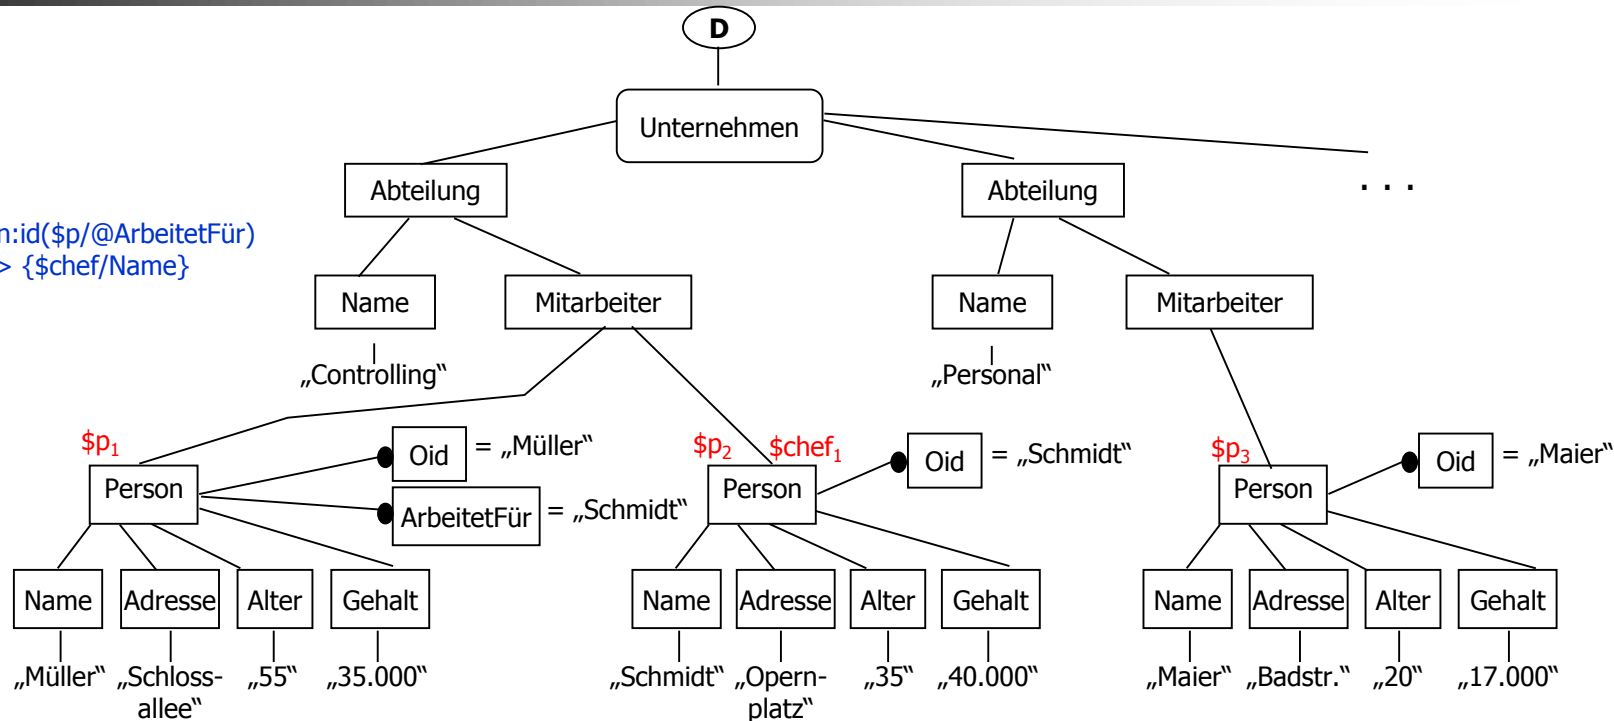 D
Unternehmen
Abteilung
Abteilung
. . .
n:id($p/@ArbeitetFür)
> {$chef/Name}
Name
Mitarbeiter
Name
Mitarbeiter
„Controlling“
„Personal“
$p1
Oid = „Müller“
$p2 $chef1
Oid = „Schmidt“
$p3
Oid = „Maier“
Person
ArbeitetFür = „Schmidt“
Person
Person
Name Adresse Alter Gehalt
Name Adresse Alter Gehalt
Name Adresse Alter Gehalt
„Müller“ „Schloss-
allee“
„55“ „35.000“
„Schmidt“ „Opern-
platz“
„35“ „40.000“
„Maier“ „Badstr.“ „20“ „17.000“